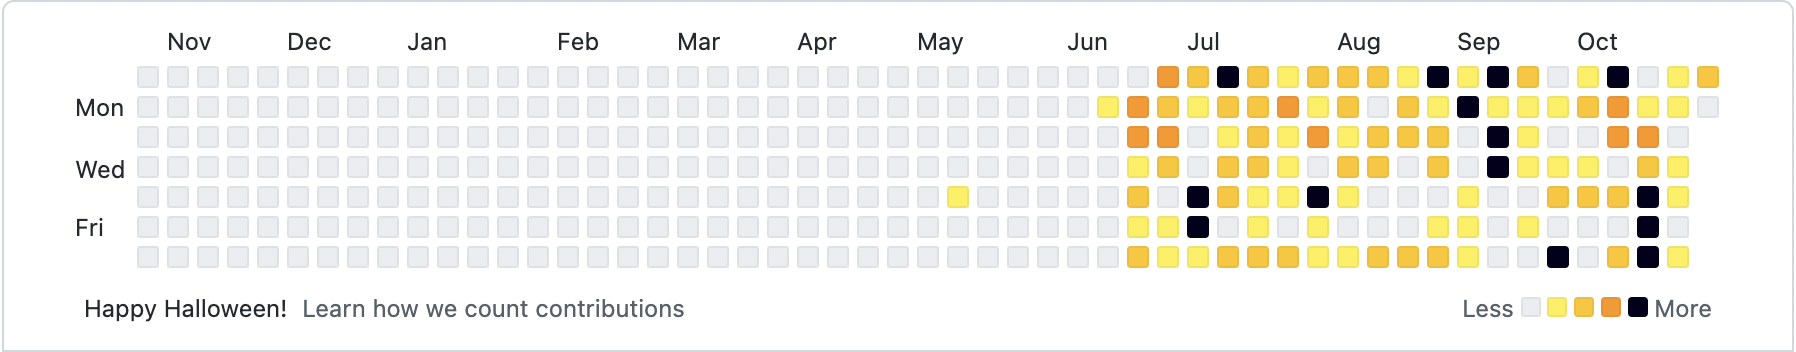 Nov Dec Jan Feb Mar Apr May Jun Jul Aug Sep Oct
Mon
Wed
Fri
Happy Halloween! Learn how we count contributions Less More